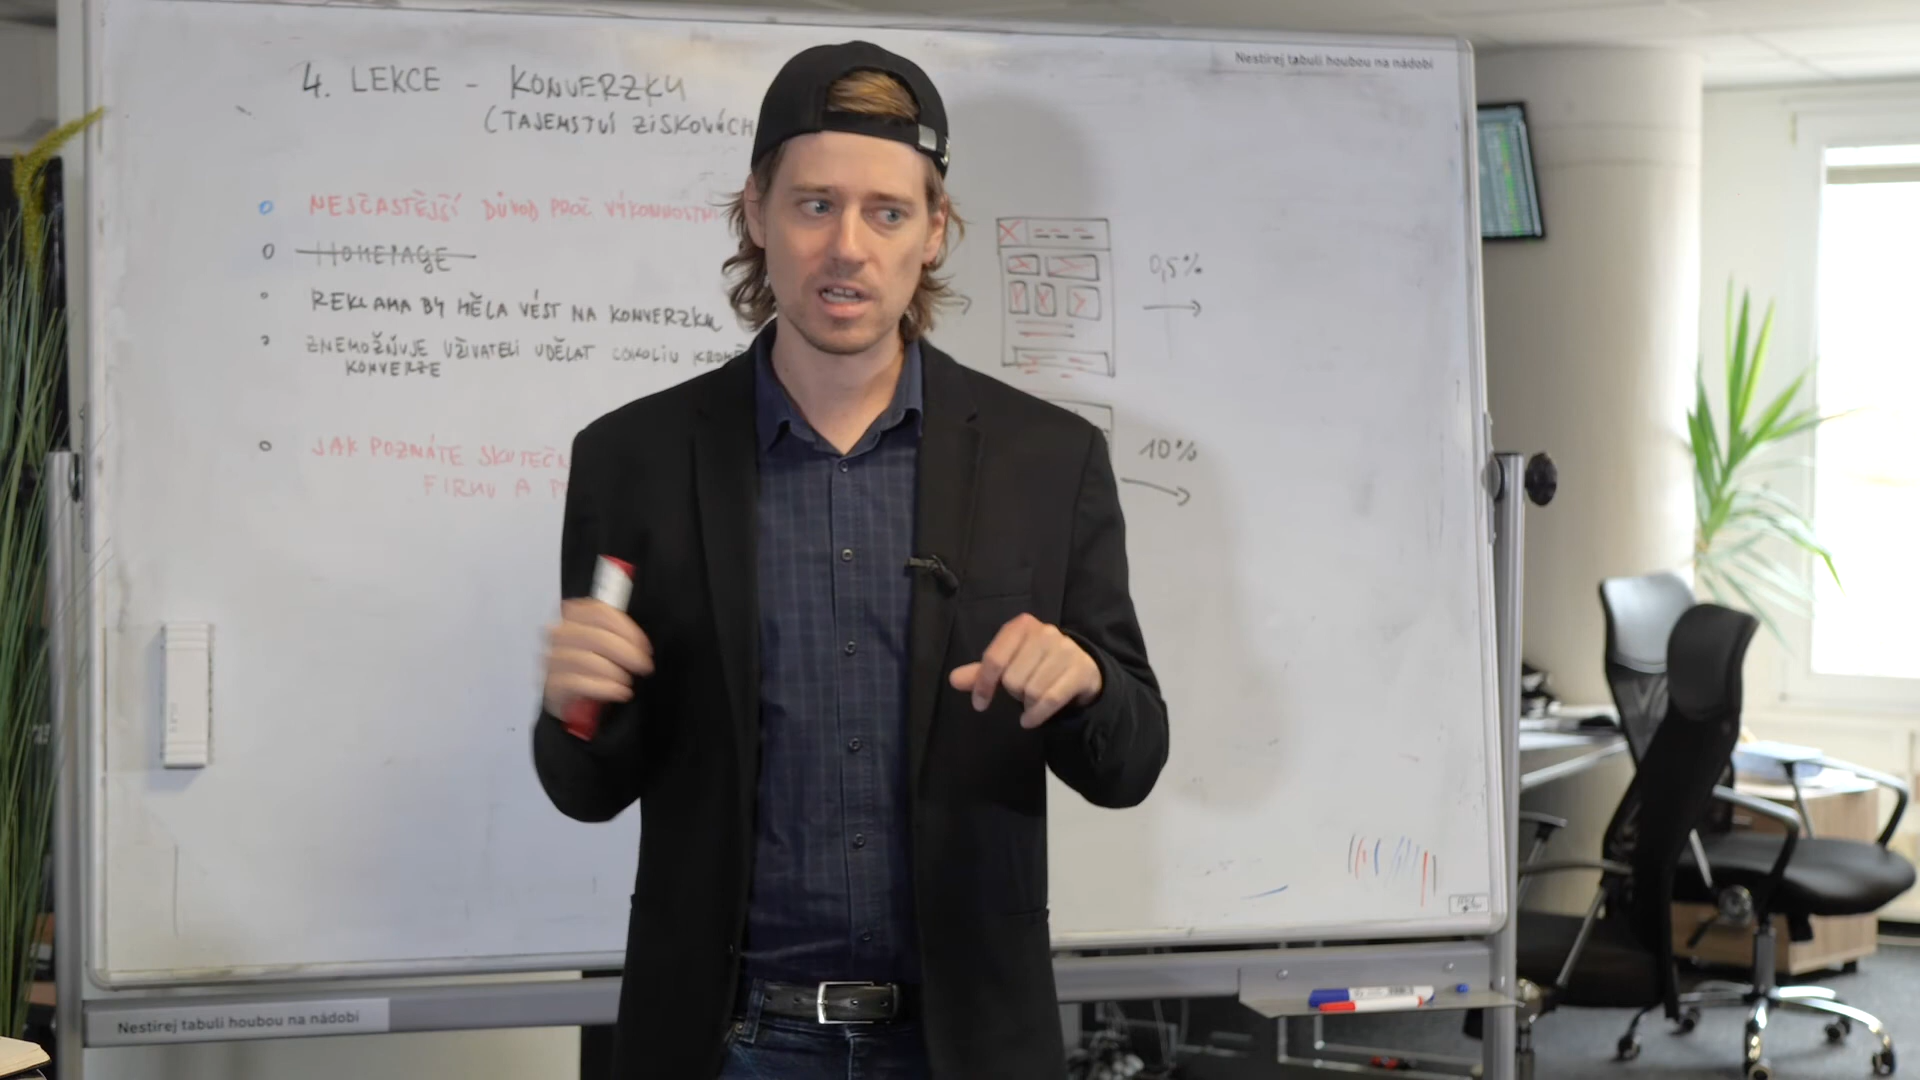 Nestírej tabuli houbou na nádobí
4. LEKCE - KONVERZKY
(TAJEMSTVÍ ZISKOVÝCH
NEJČASTĚJŠÍ DŮVOD PROČ VÝKONNOSTNÍ
HOMEPAGE
REKLAMA BY MĚLA VÉST NA KONVERZKU
ZNEMOŽŇUJE UŽIVATELI UDĚLAT COKOLIV KROMĚ
KONVERZE
JAK POZNÁTE SKUTEČN
FIRMU A
0,5%
10%
Nestírej tabuli houbou na nádobí